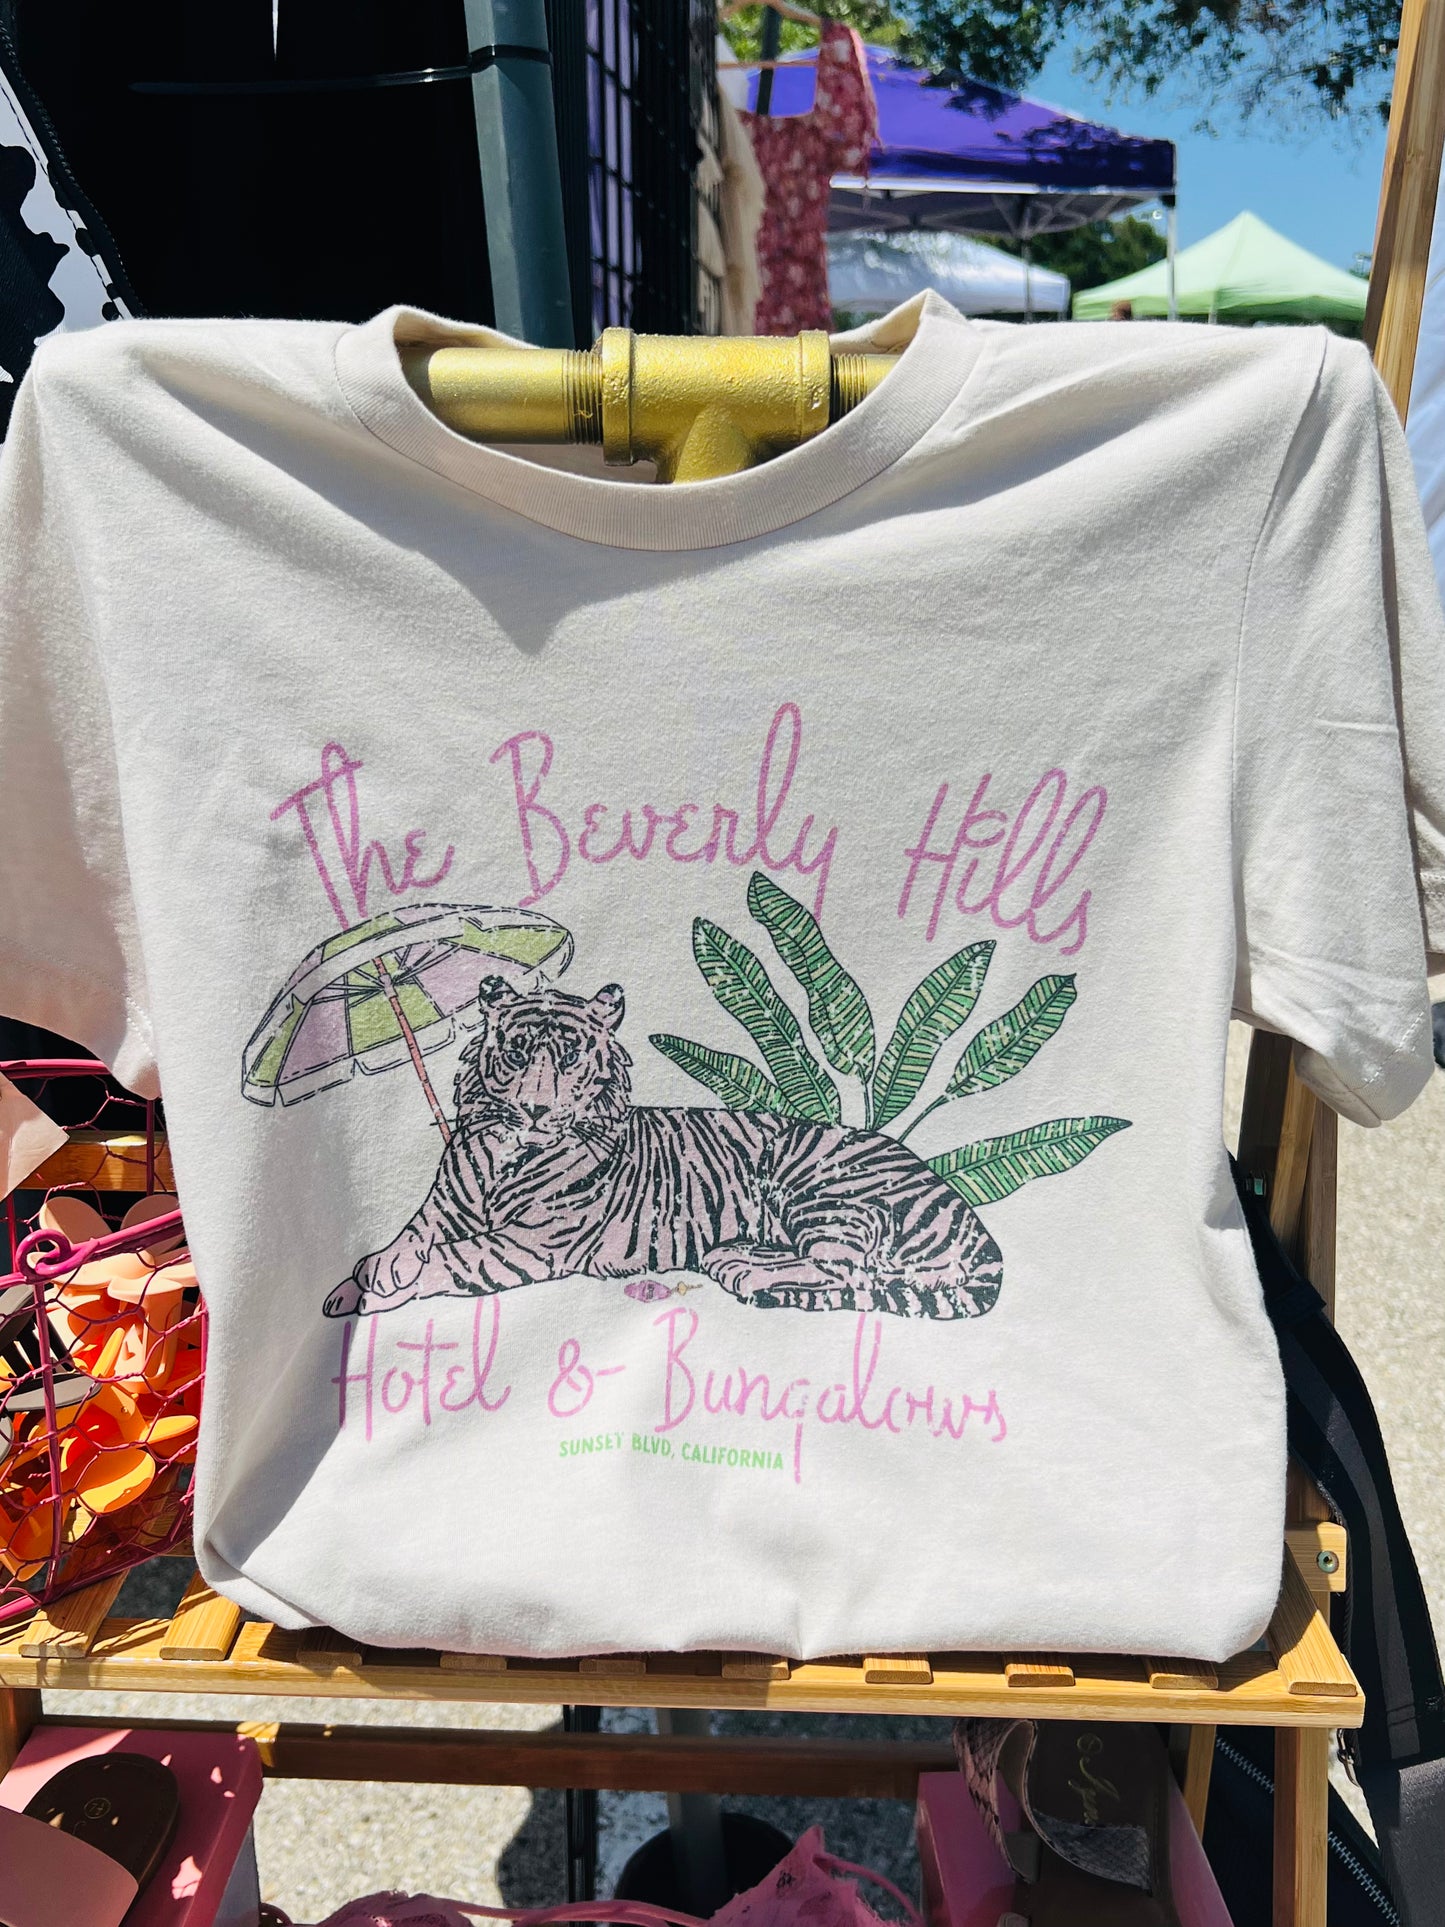 The Beverly Hills
Hotel & Bungalows
SUNSET BLVD, CALIFORNIA